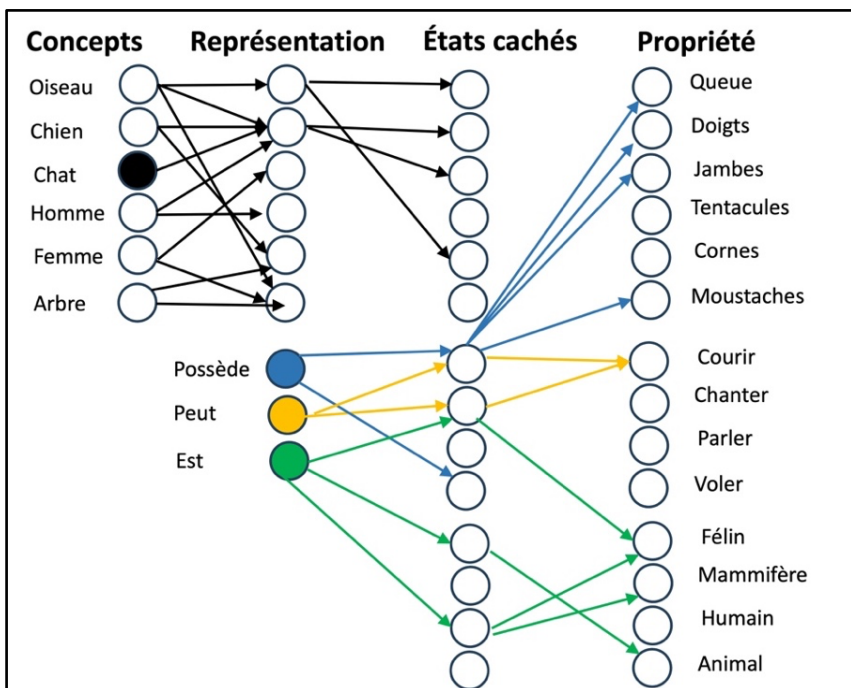 Concepts Représentation États cachés Propriété
Oiseau
Chien
Chat
Homme
Femme
Arbre
Possède
Peut
Est
Queue
Doigts
Jambes
Tentacules
Cornes
Moustaches
Courir
Chanter
Parler
Voler
Félin
Mammifère
Humain
Animal